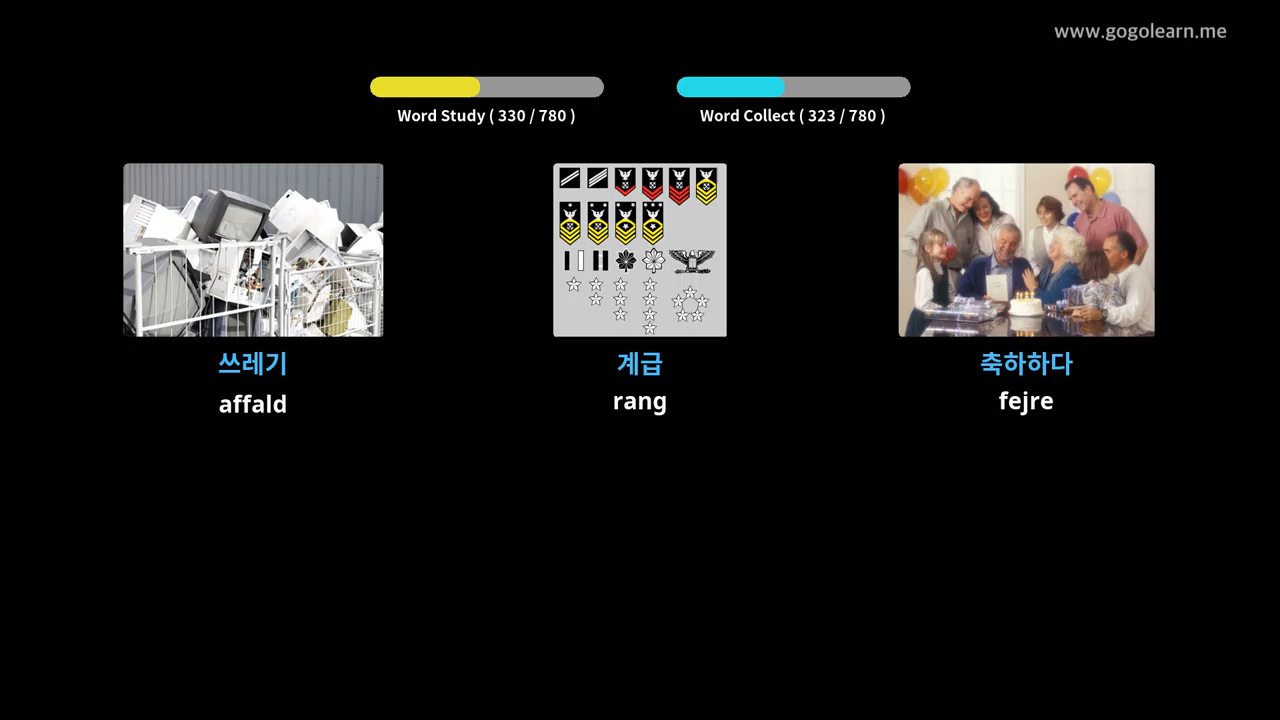 www.gogolearn.me
Word Study ( 330 / 780 )
Word Collect ( 323 / 780 )
쓰레기
계급
축하하다
affald
rang
fejre